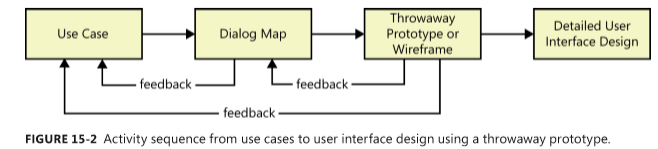 Use Case
Dialog Map
Throwaway
Prototype or
Wireframe
Detailed User
Interface Design
feedback
feedback
feedback
FIGURE 15-2 Activity sequence from use cases to user interface design using a throwaway prototype.